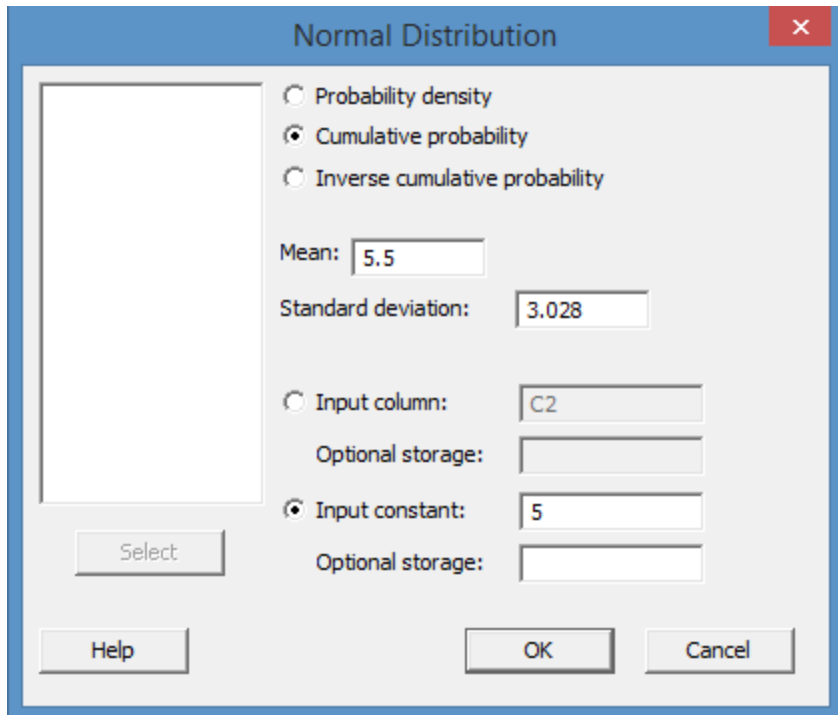 Normal Distribution
Probability density
Cumulative probability
Inverse cumulative probability
Mean: 5.5
Standard deviation: 3.028
Input column: C2
Optional storage:
Input constant: 5
Optional storage:
Select
Help OK Cancel